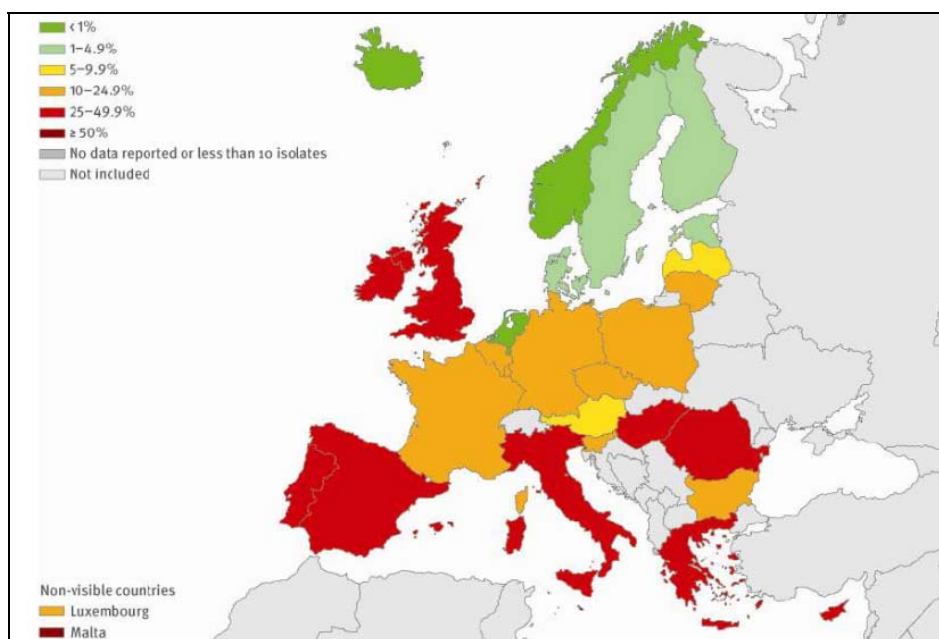 < 1%
1–4.9%
5–9.9%
10–24.9%
25–49.9%
≥ 50%
No data reported or less than 10 isolates
Not included
Non-visible countries
Luxembourg
Malta